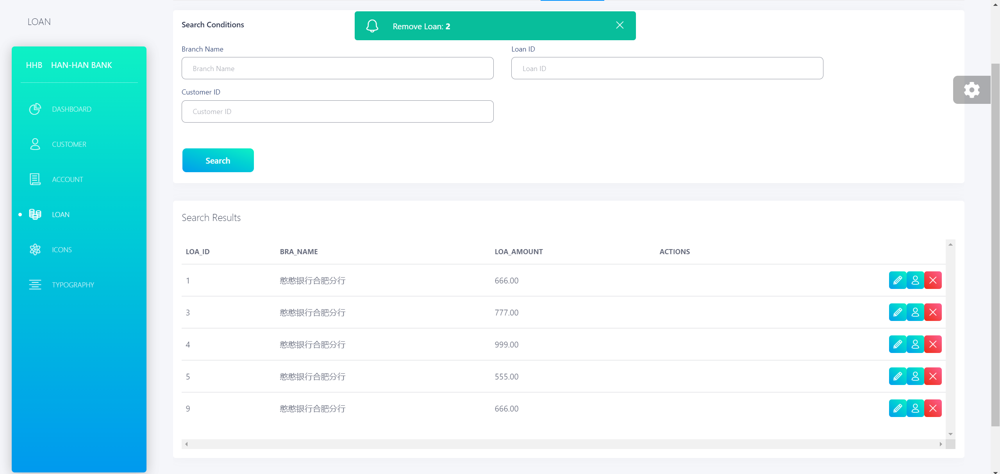 LOAN
HHB HAN-HAN BANK
DASHBOARD
CUSTOMER
ACCOUNT
LOAN
ICONS
TYPOGRAPHY
Remove Loan: 2
Search Conditions
Branch Name
Loan ID
Branch Name
Loan ID
Customer ID
Customer ID
Search
Search Results
LOA_ID BRA_NAME LOA_AMOUNT ACTIONS
1 憨憨银行合肥分行 666.00
3 憨憨银行合肥分行 777.00
4 憨憨银行合肥分行 999.00
5 憨憨银行合肥分行 555.00
9 憨憨银行合肥分行 666.00